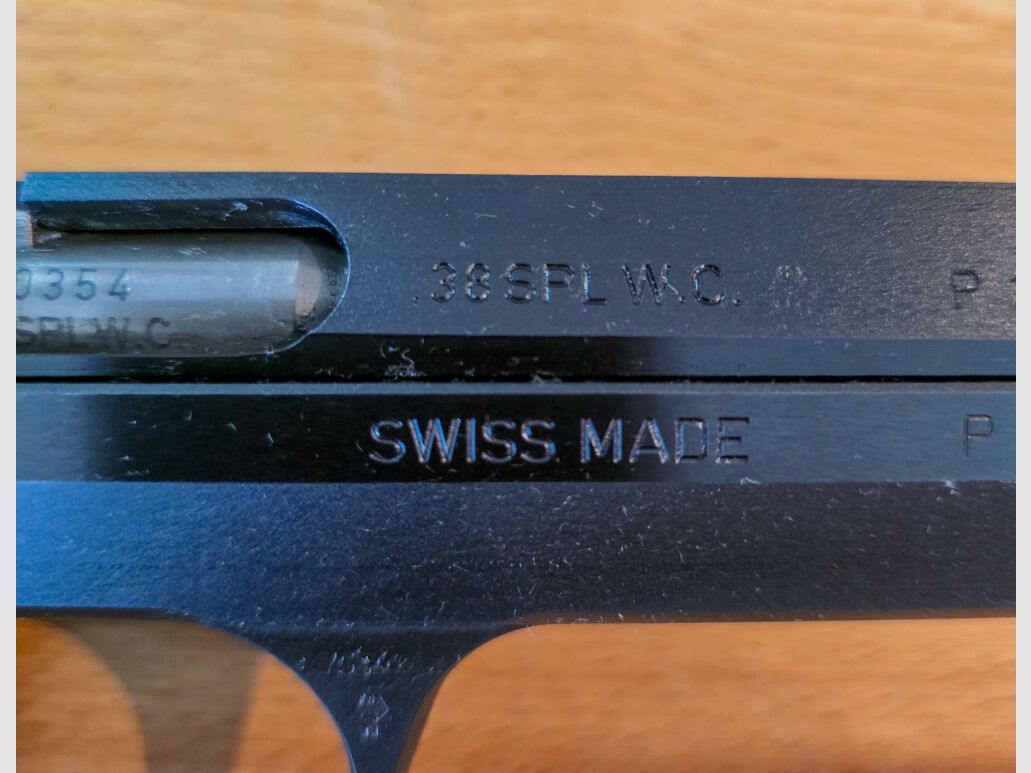 0354
SPL W.C
.38 SPL W.C. P
SWISS MADE P